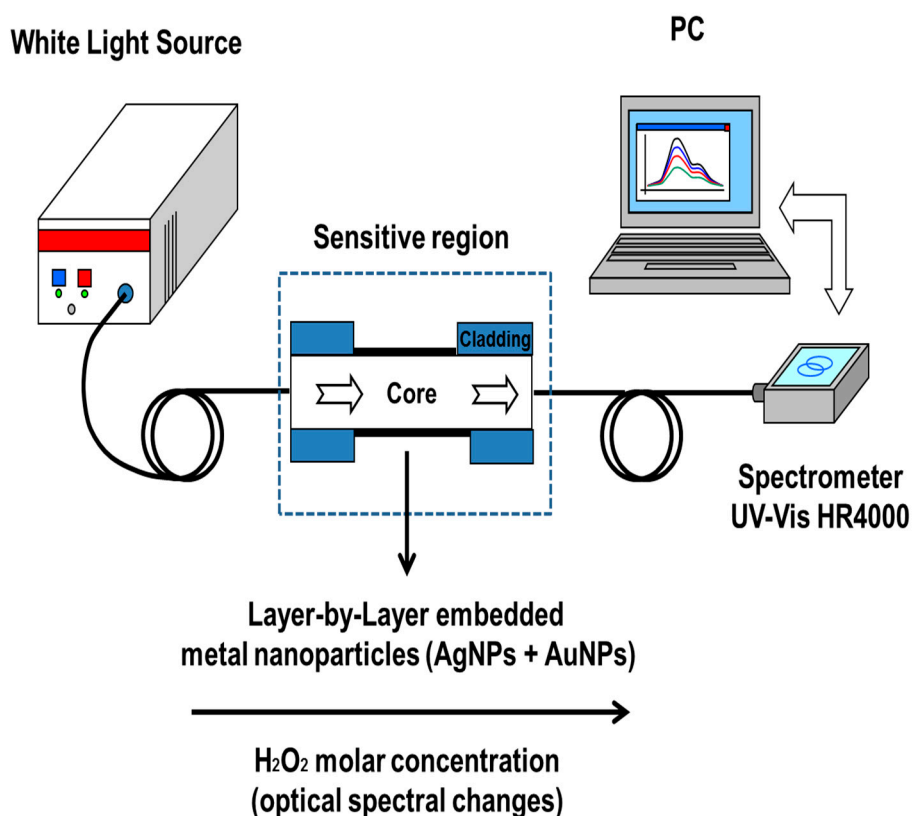 White Light Source
PC
Sensitive region
Cladding
Core
Spectrometer
UV-Vis HR4000
Layer-by-Layer embedded
metal nanoparticles (AgNPs + AuNPs)
H₂O₂ molar concentration
(optical spectral changes)